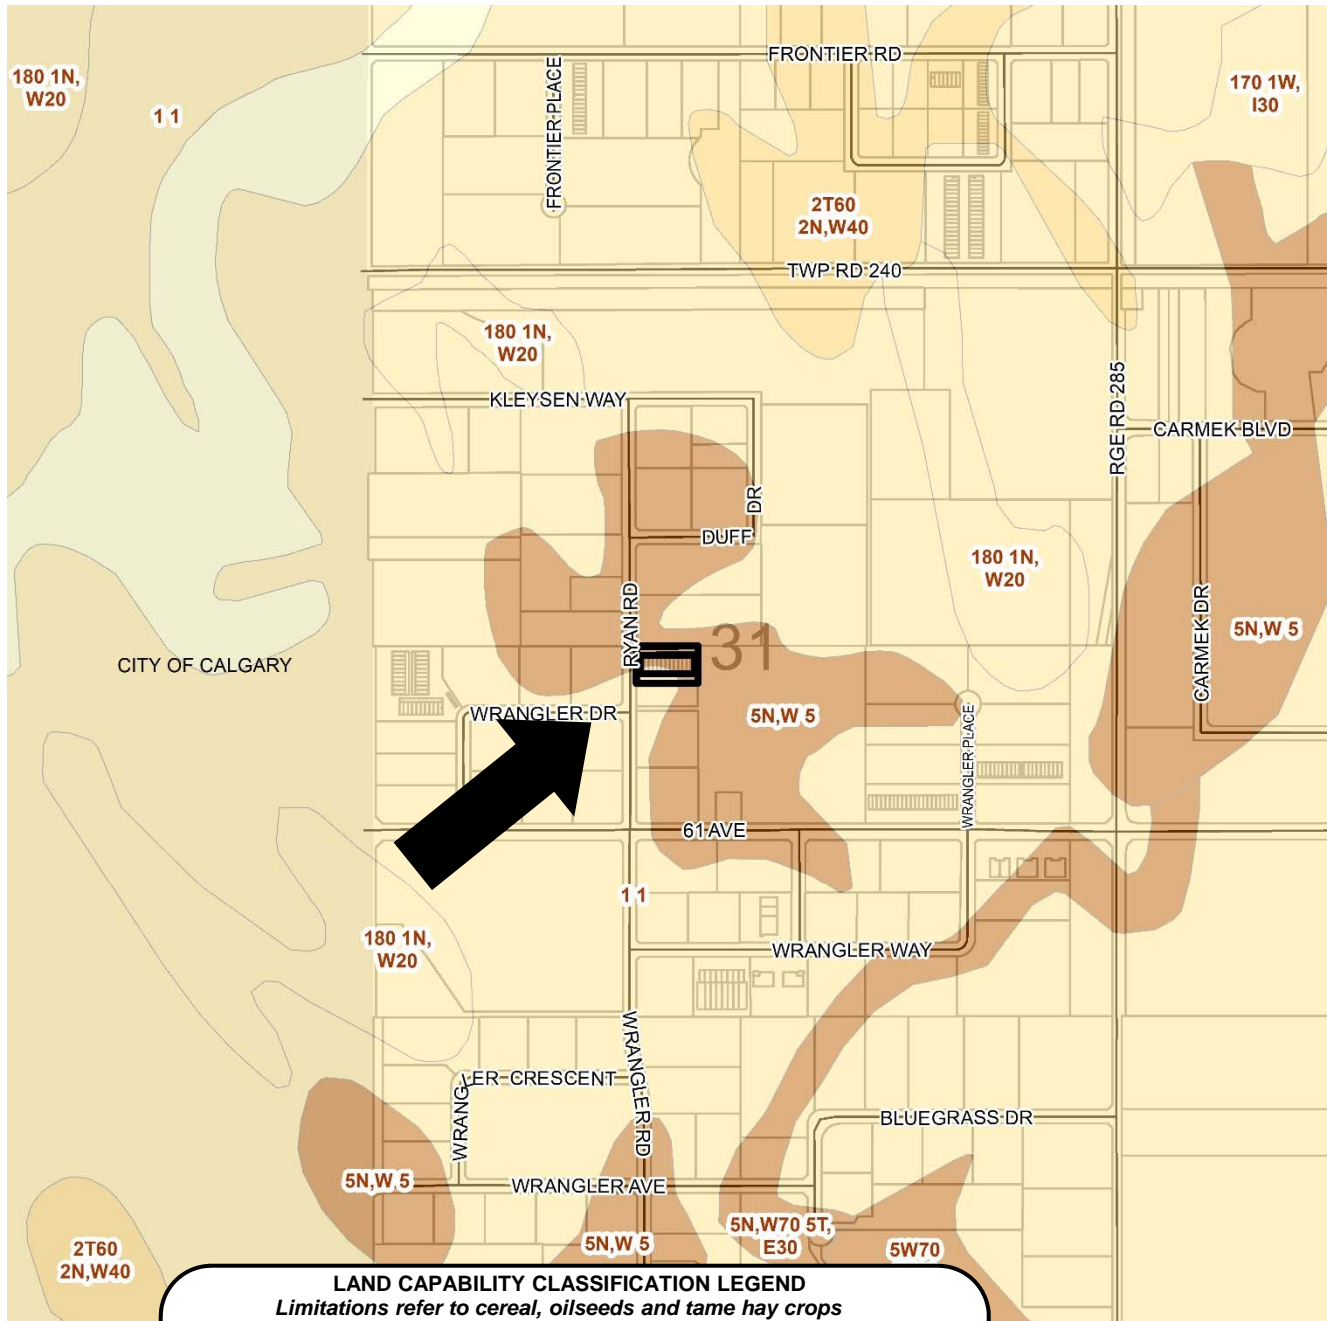 FRONTIER RD
180 1N,
W20
1 1
FRONTIER PLACE
170 1W,
I30
2T60
2N,W40
TWP RD 240
180 1N,
W20
RGE RD 285
KLEYSEN WAY
CARMEK BLVD
DR
DUFF
180 1N,
W20
RYAN RD
31
CARMEK DR
5N,W 5
CITY OF CALGARY
WRANGLER DR
5N,W 5
WRANGLER PLACE
61 AVE
1 1
180 1N,
W20
WRANGLER WAY
WRANGLER RD
WRANGLER CRESCENT
BLUEGRASS DR
5N,W 5
WRANGLER AVE
5N,W70 5T,
E30
5N,W 5
5W70
2T60
2N,W40
LAND CAPABILITY CLASSIFICATION LEGEND
Limitations refer to cereal, oilseeds and tame hay crops